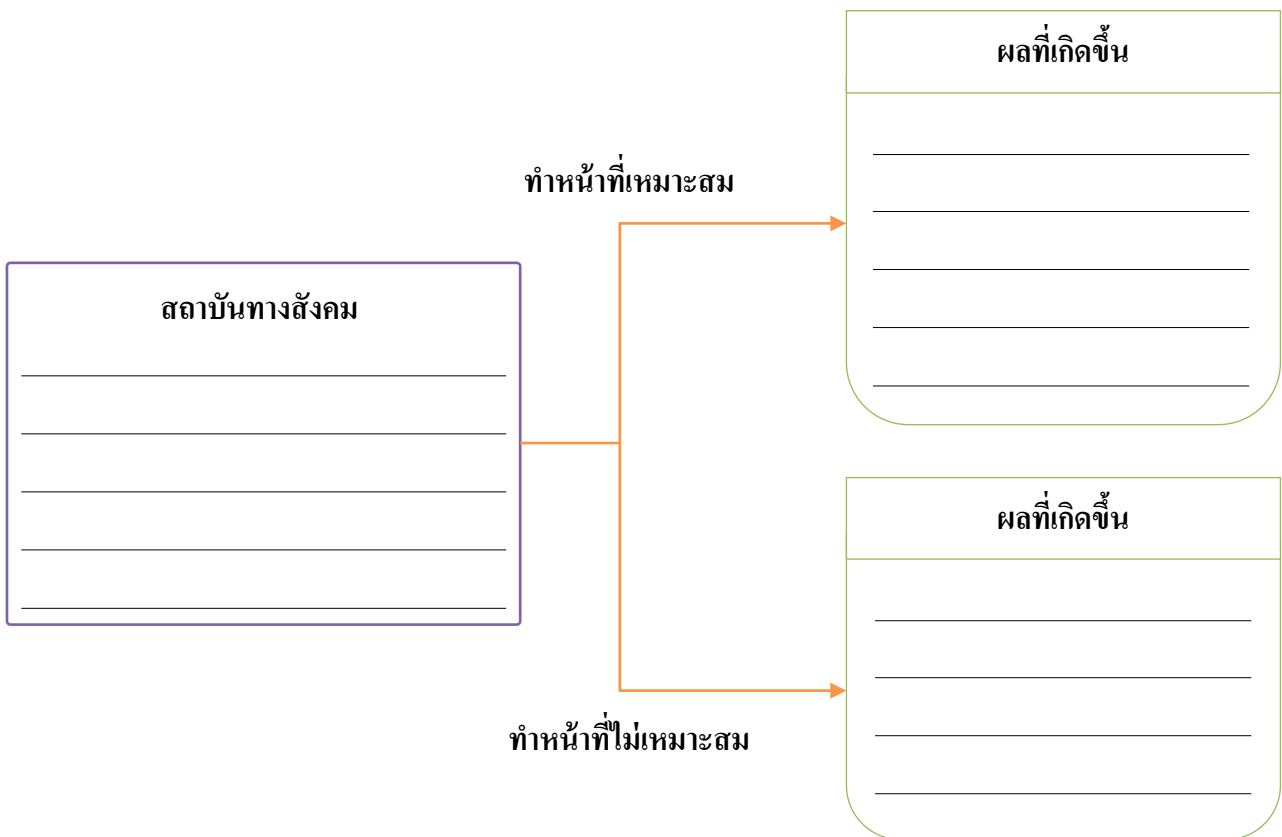 ผลที่เกิดขึ้น
ทำหน้าที่เหมาะสม
สถาบันทางสังคม
ผลที่เกิดขึ้น
ทำหน้าที่ไม่เหมาะสม